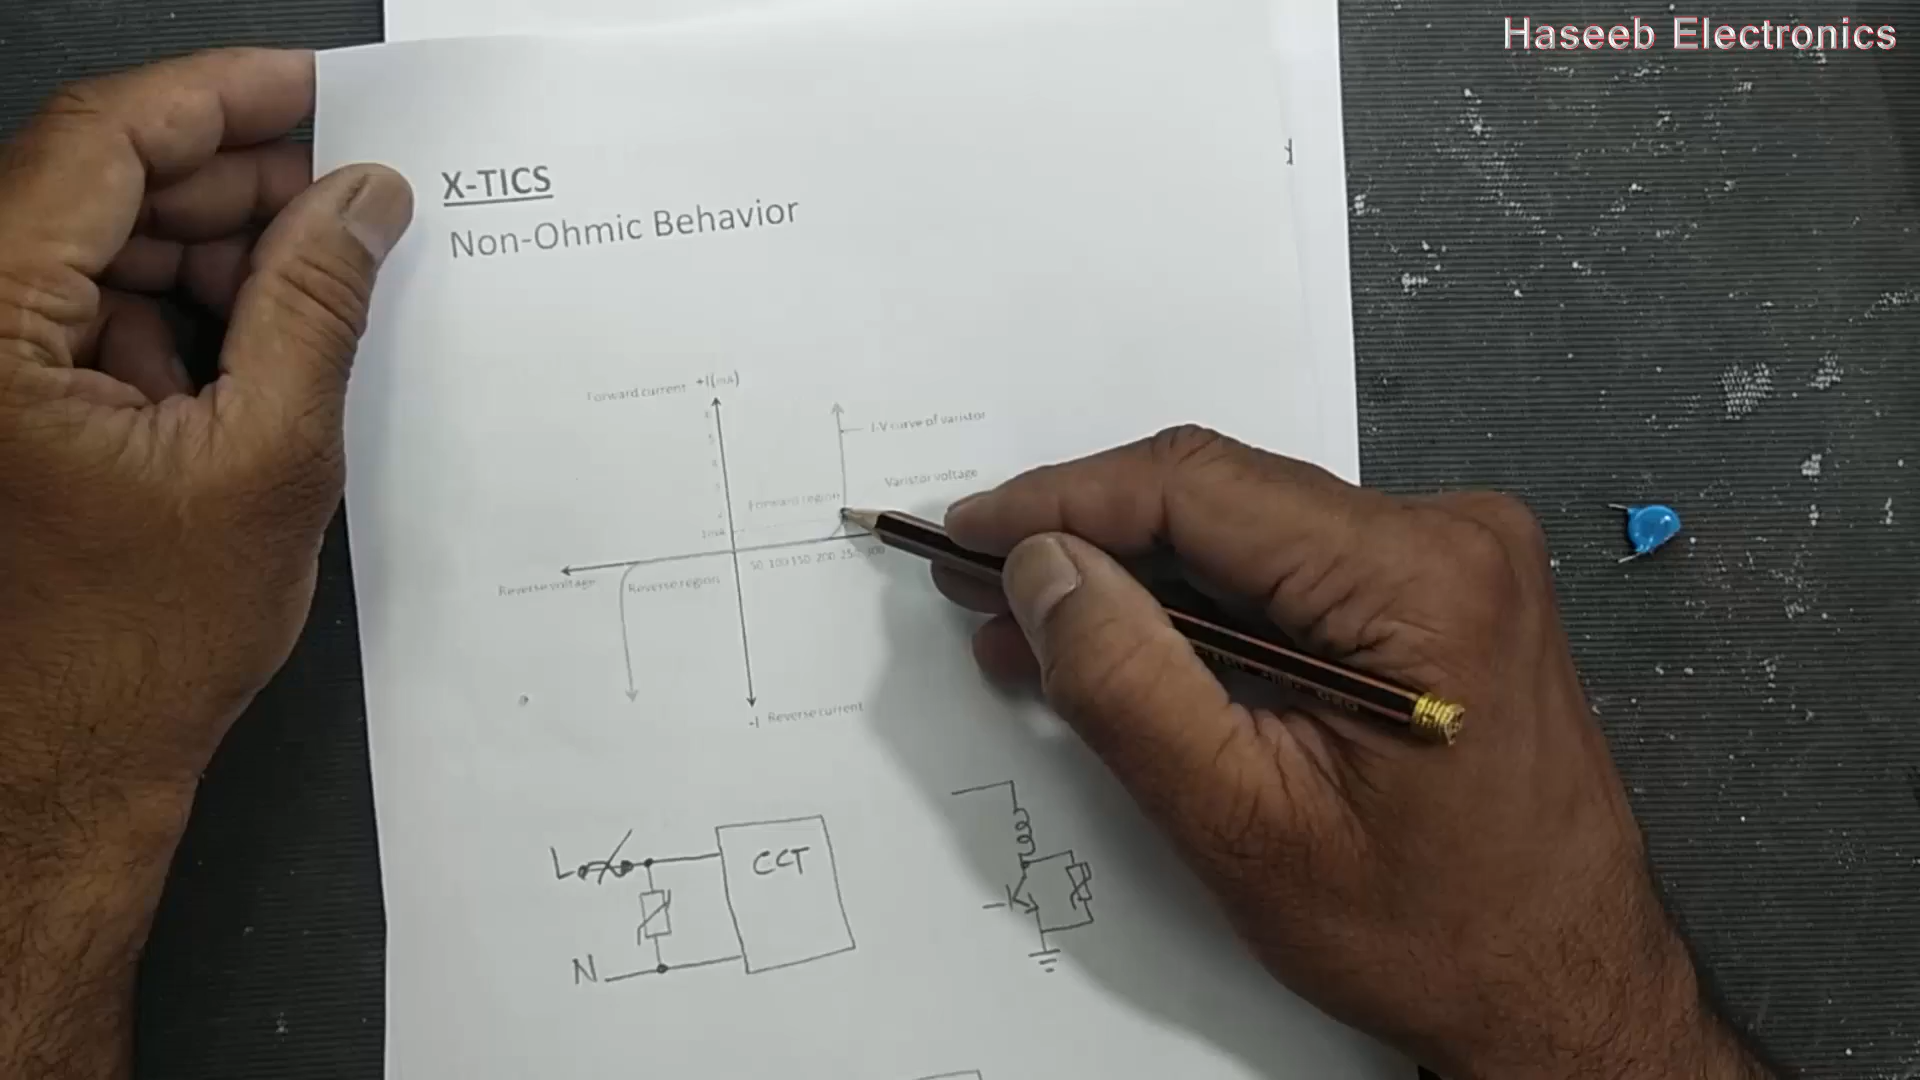 Haseeb Electronics
X-TICS
Non-Ohmic Behavior
Forward current +I(mA)
I-V curve of varistor
Varistor voltage
Forward region
1mA
50 100 150 200 250 300
Reverse voltage
Reverse region
-I Reverse current
L
CCT
N